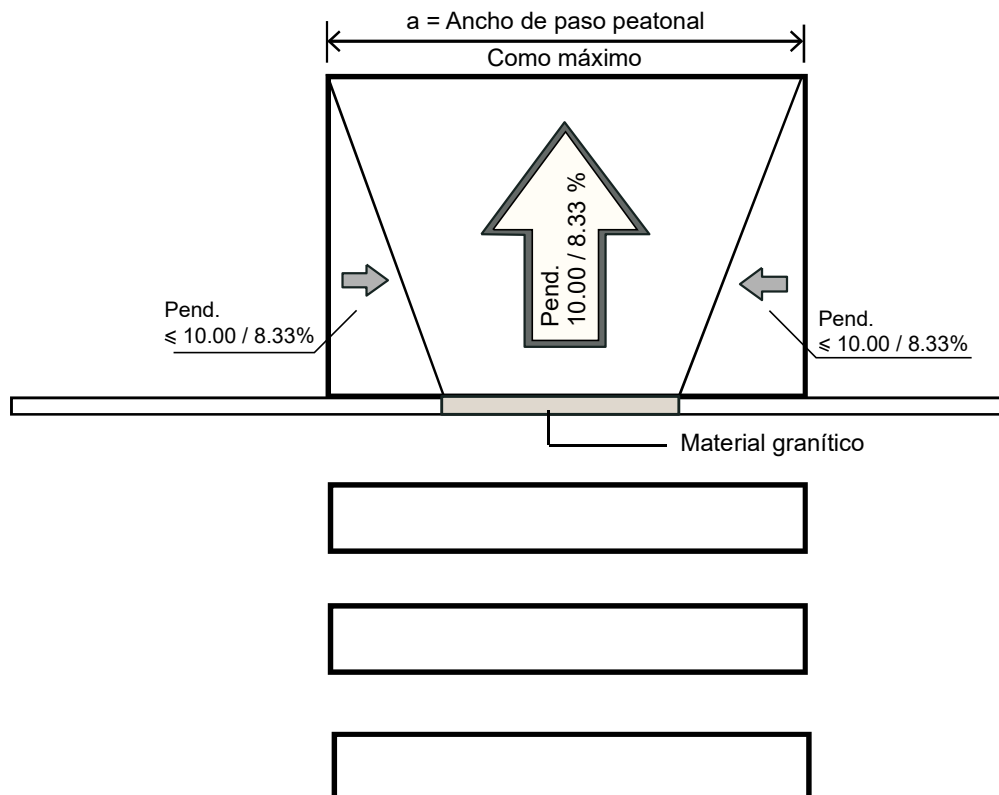 a = Ancho de paso peatonal
Como máximo
Pend.
10.00 / 8.33 %
Pend.
≤ 10.00 / 8.33%
Pend.
≤ 10.00 / 8.33%
Material granítico